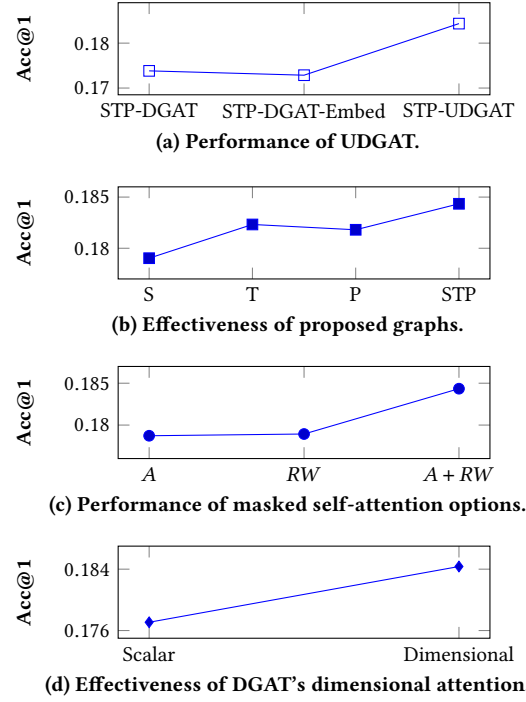 Acc@1
0.18
0.17
STP-DGAT STP-DGAT-Embed STP-UDGAT
(a) Performance of UDGAT.
Acc@1
0.185
0.18
S T P STP
(b) Effectiveness of proposed graphs.
Acc@1
0.185
0.18
A RW A + RW
(c) Performance of masked self-attention options.
Acc@1
0.184
0.176
Scalar Dimensional
(d) Effectiveness of DGAT's dimensional attention